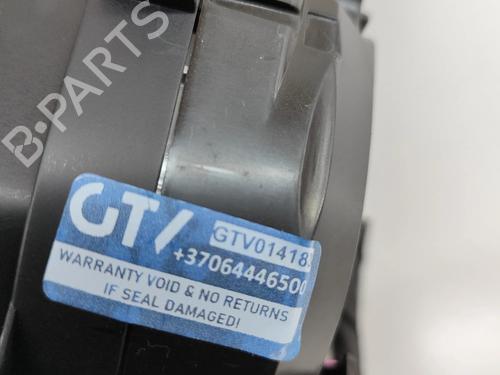 B-PARTS
GTV
GTV01418
+37064446500
WARRANTY VOID & NO RETURNS
IF SEAL DAMAGED!